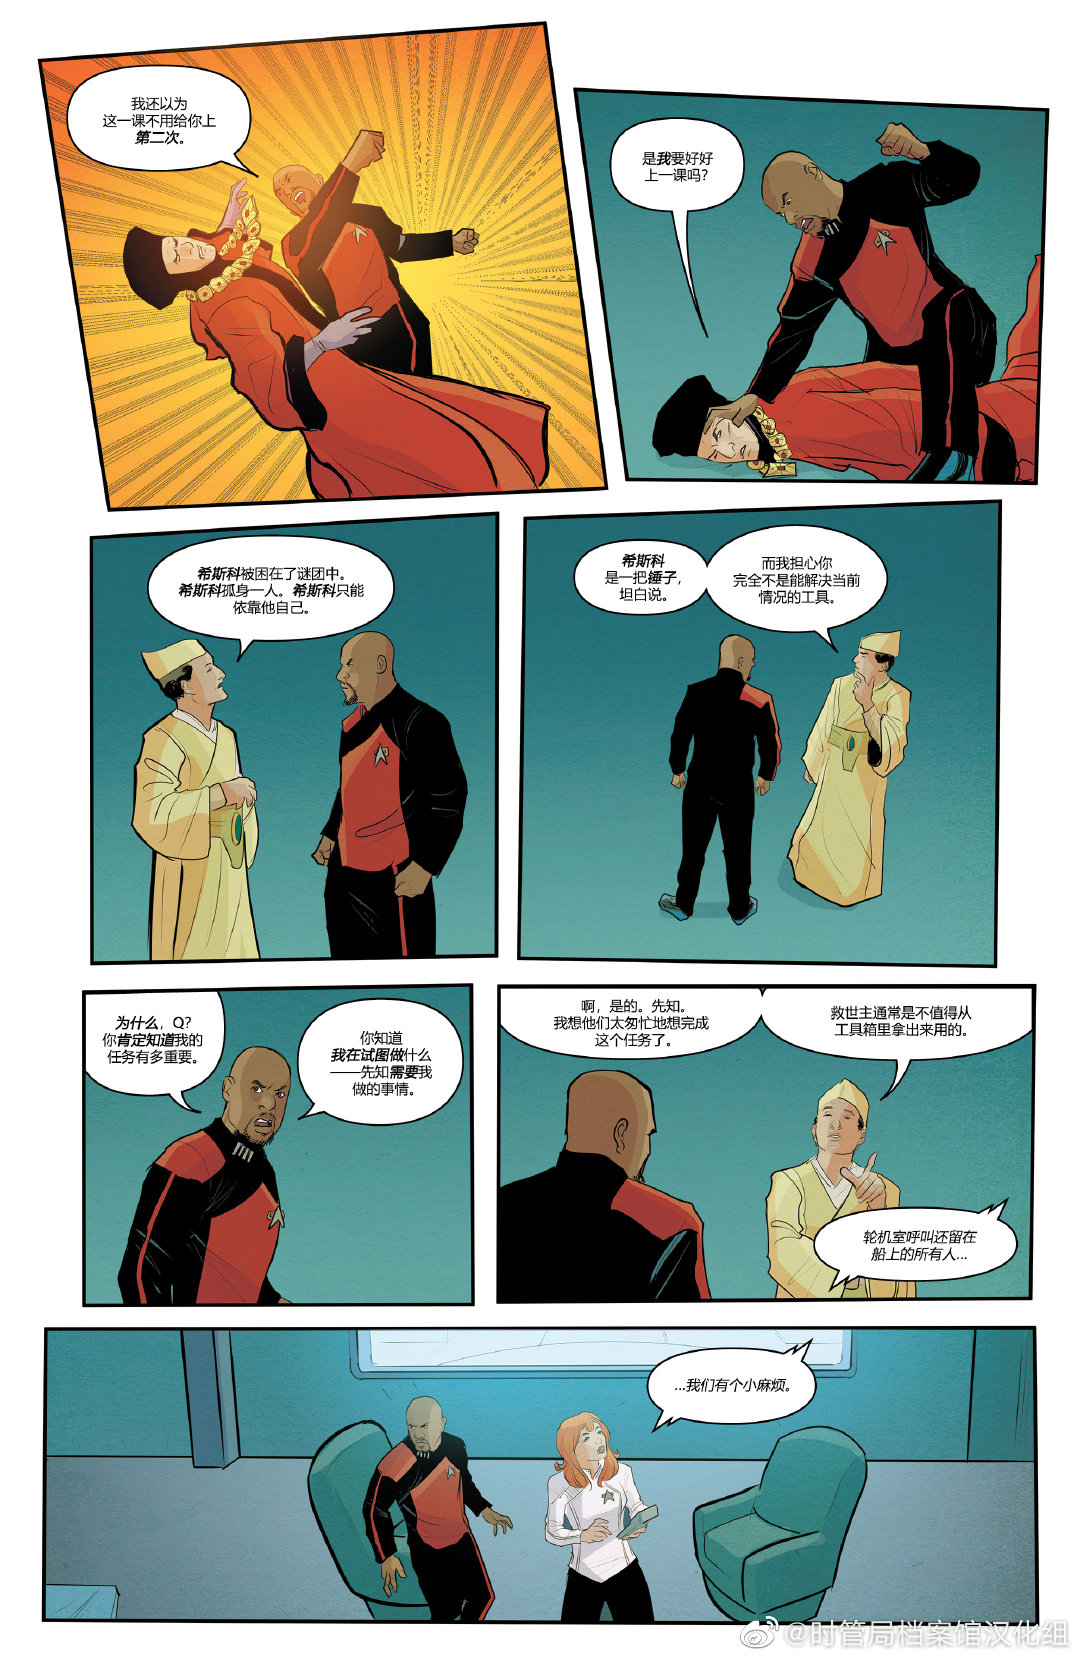 我还以为
这一课不用给你上
第二次。
是我要好好
上一课吗？
希斯科被困在了谜团中。
希斯科孤身一人。希斯科只能
依靠他自己。
希斯科
是一把锤子，
坦白说。
而我担心你
完全不是能解决当前
情况的工具。
为什么，Q？
你肯定知道我的
任务有多重要。
你知道
我在试图做什么
——先知需要我
做的事情。
啊，是的。先知。
我想他们太匆忙地想完成
这个任务了。
救世主通常是不值得从
工具箱里拿出来用的。
轮机室呼叫还留在
船上的所有人...
...我们有个小麻烦。
@时管局档案馆汉化组